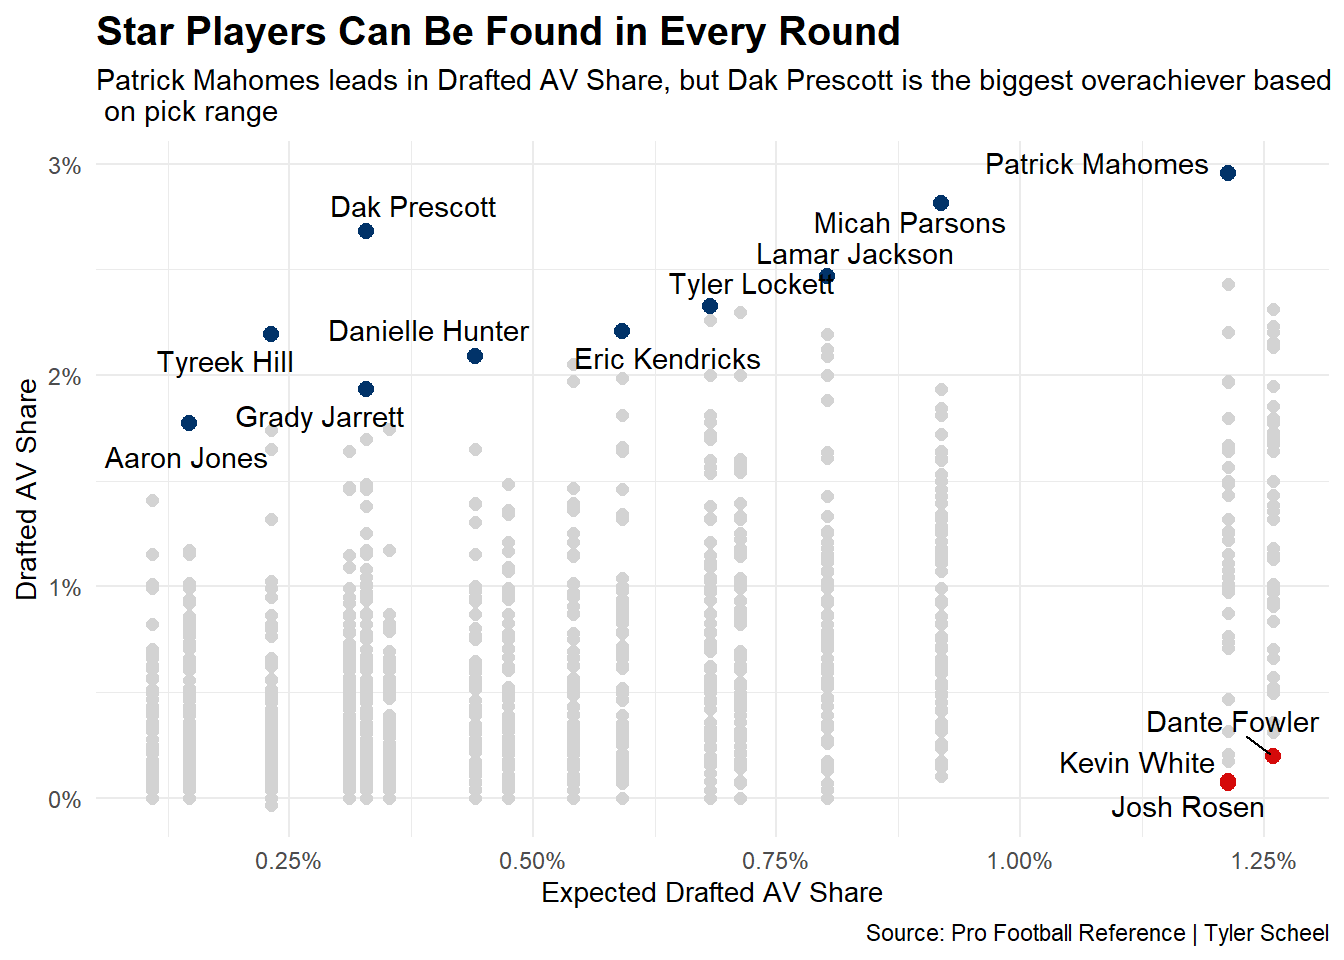 Star Players Can Be Found in Every Round
Patrick Mahomes leads in Drafted AV Share, but Dak Prescott is the biggest overachiever based
on pick range
3%
Patrick Mahomes
Dak Prescott
Micah Parsons
Lamar Jackson
Tyler Lockett
Danielle Hunter
Tyreek Hill
Eric Kendricks
2%
Grady Jarrett
Aaron Jones
Drafted AV Share
1%
Dante Fowler
Kevin White
0%
Josh Rosen
0.25%
0.50%
0.75%
1.00%
1.25%
Expected Drafted AV Share
Source: Pro Football Reference | Tyler Scheel